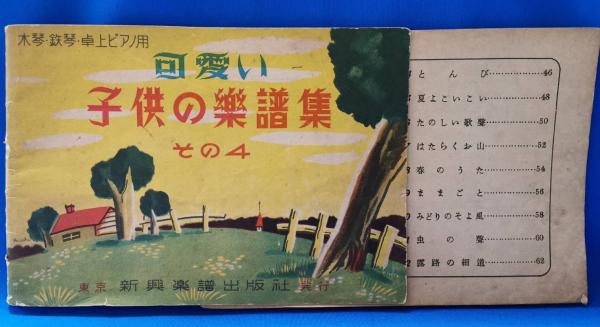 木琴・鉄琴・卓上ピアノ用
可愛い
子供の樂譜集
その4
東京 新興楽譜出版社 発行
とんび……………46
夏よこいこい……………48
たのしい歌聲……………50
はたらくお山……………52
春のうた……………54
ままごと……………56
みどりのそよ風……………58
虫の聲……………60
露路の細道……………62